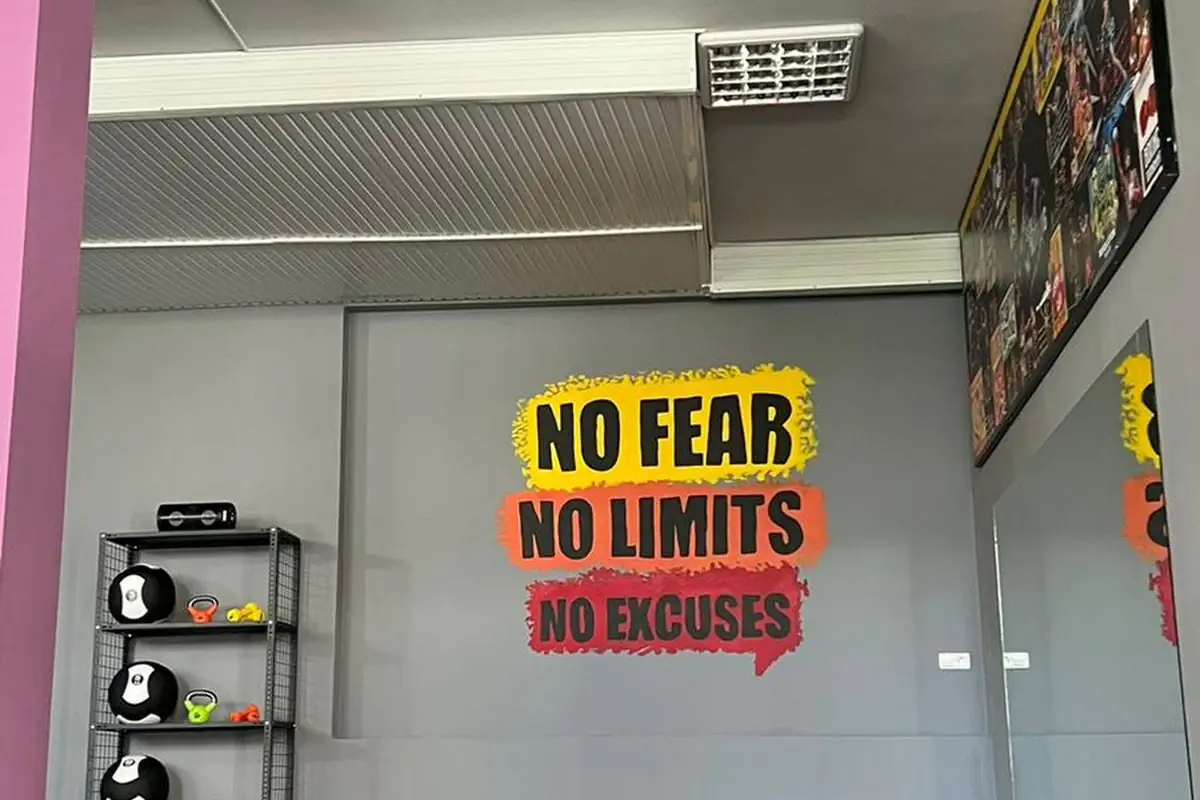 NO FEAR
NO LIMITS
NO EXCUSES